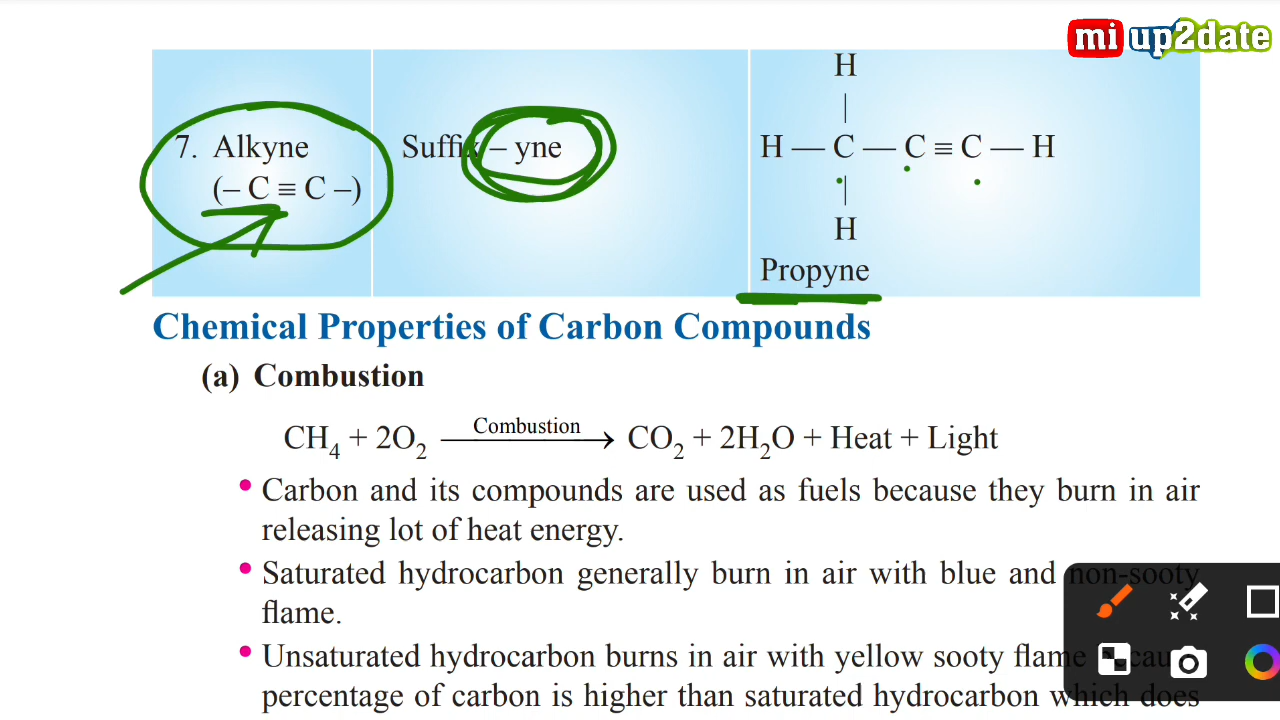 mi up2date
H
|
7. Alkyne Suffix – yne H — C — C ≡ C — H
(– C ≡ C –) |
H
Propyne
Chemical Properties of Carbon Compounds
(a) Combustion
Combustion
CH4 + 2O2 ⟶ CO2 + 2H2O + Heat + Light
• Carbon and its compounds are used as fuels because they burn in air
releasing lot of heat energy.
• Saturated hydrocarbon generally burn in air with blue and non-sooty
flame.
• Unsaturated hydrocarbon burns in air with yellow sooty flame because
percentage of carbon is higher than saturated hydrocarbon which does